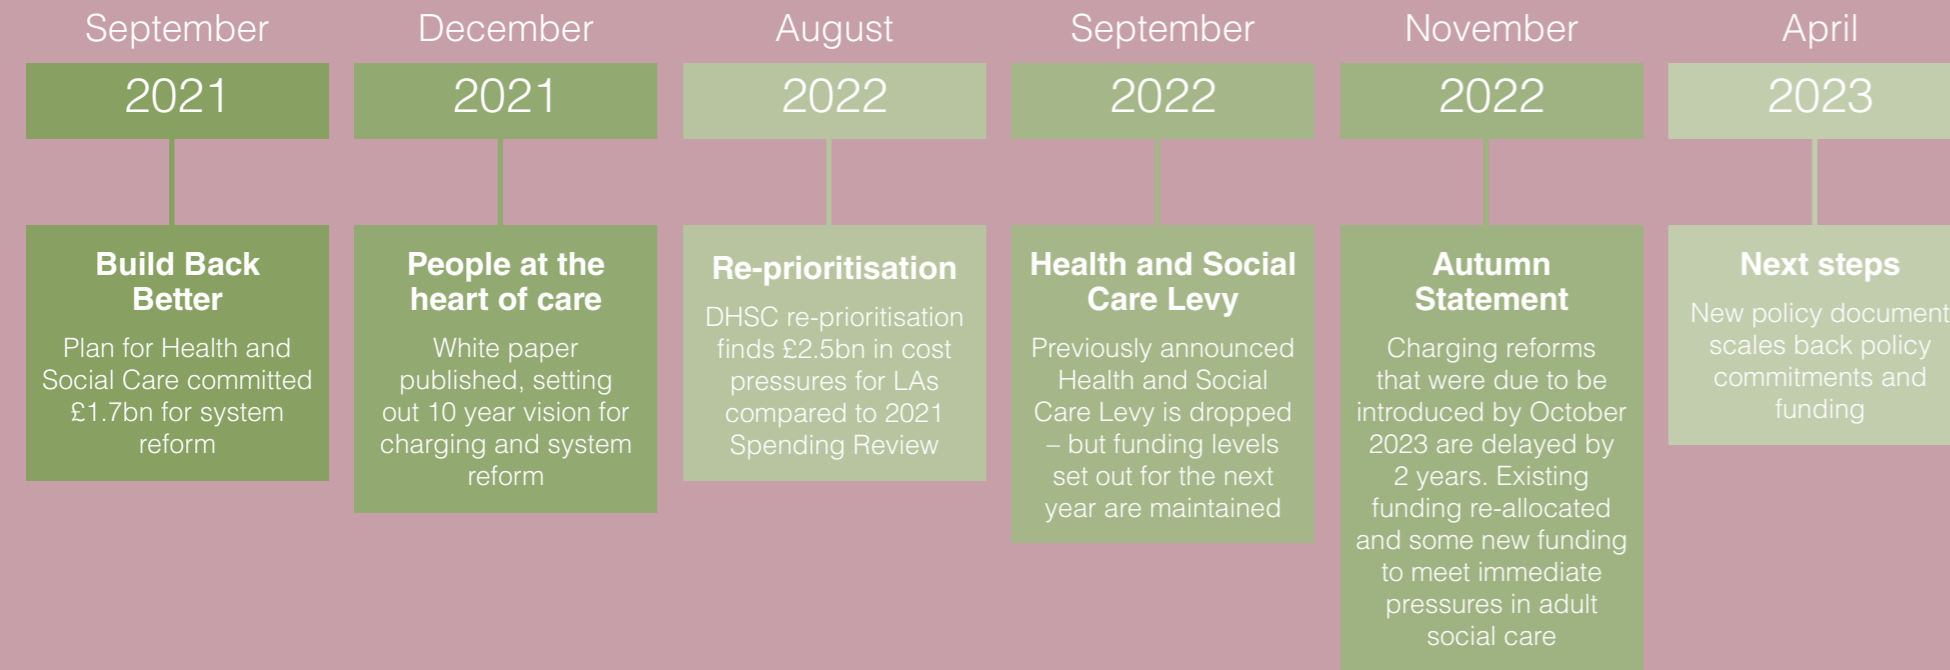 September
2021
Build Back
Better
Plan for Health and
Social Care committed
£1.7bn for system
reform
December
2021
People at the
heart of care
White paper
published, setting
out 10 year vision for
charging and system
reform
August
2022
Re-prioritisation
DHSC re-prioritisation
finds £2.5bn in cost
pressures for LAs
compared to 2021
Spending Review
September
2022
Health and Social
Care Levy
Previously announced
Health and Social
Care Levy is dropped
– but funding levels
set out for the next
year are maintained
November
2022
Autumn
Statement
Charging reforms
that were due to be
introduced by October
2023 are delayed by
2 years. Existing
funding re-allocated
and some new funding
to meet immediate
pressures in adult
social care
April
2023
Next steps
New policy document
scales back policy
commitments and
funding